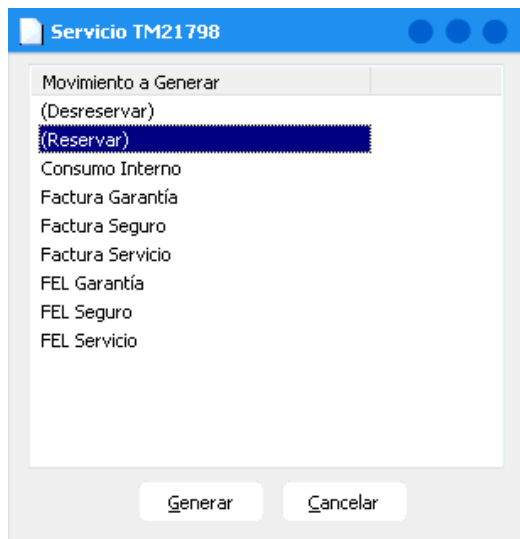 Servicio TM21798
Movimiento a Generar
(Desreservar)
(Reservar)
Consumo Interno
Factura Garantía
Factura Seguro
Factura Servicio
FEL Garantía
FEL Seguro
FEL Servicio
Generar Cancelar